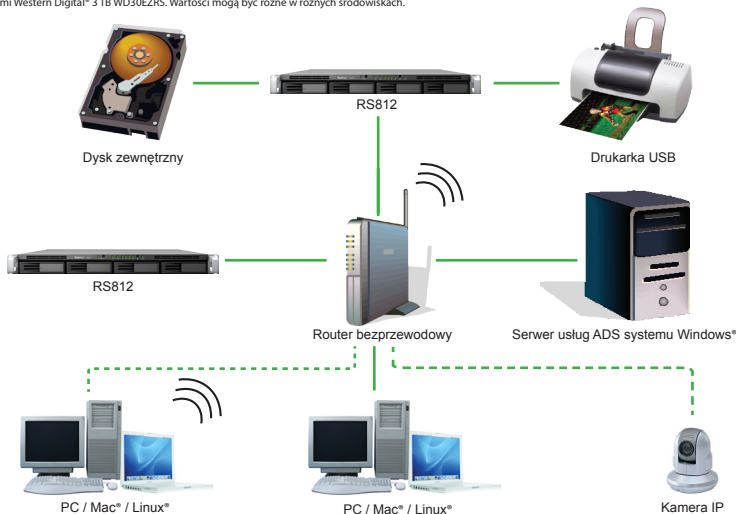 mi Western Digital® 3 TB WD30EZRS. Wartości mogą być różne w różnych środowiskach.
RS812
Dysk zewnętrzny
Drukarka USB
RS812
Router bezprzewodowy
Serwer usług ADS systemu Windows®
PC / Mac® / Linux®
PC / Mac® / Linux®
Kamera IP